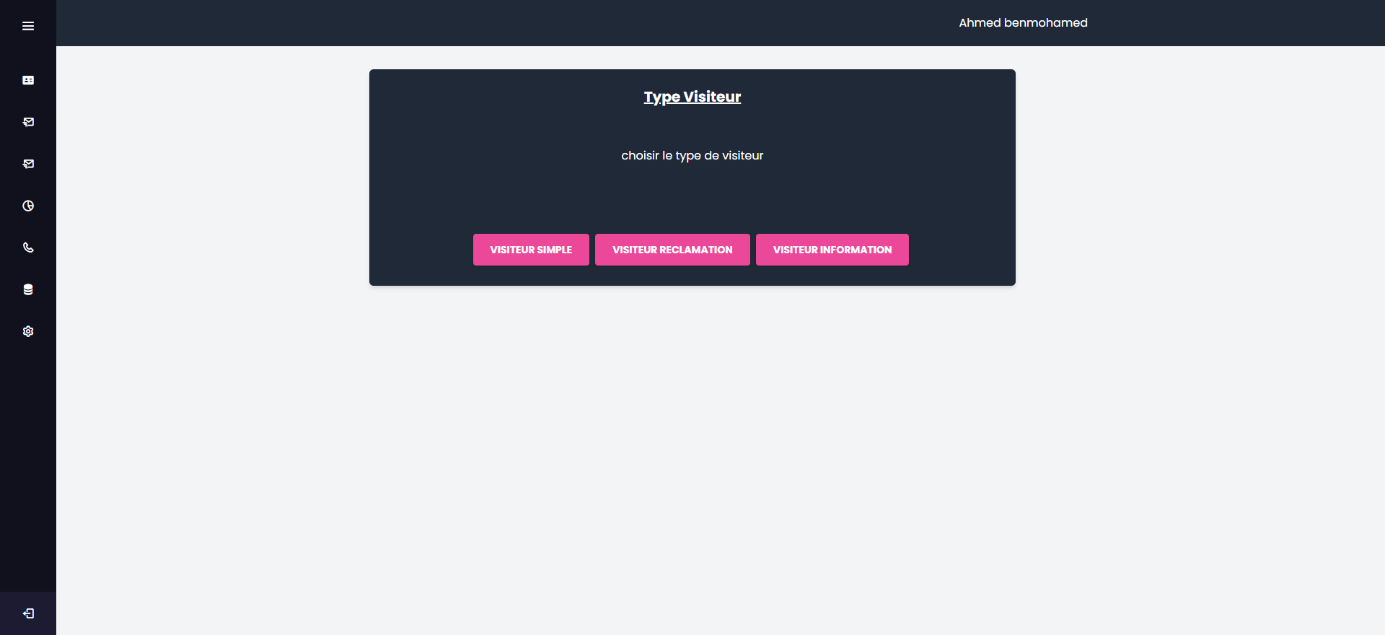 Ahmed benmohamed
Type Visiteur
choisir le type de visiteur
VISITEUR SIMPLE VISITEUR RECLAMATION VISITEUR INFORMATION